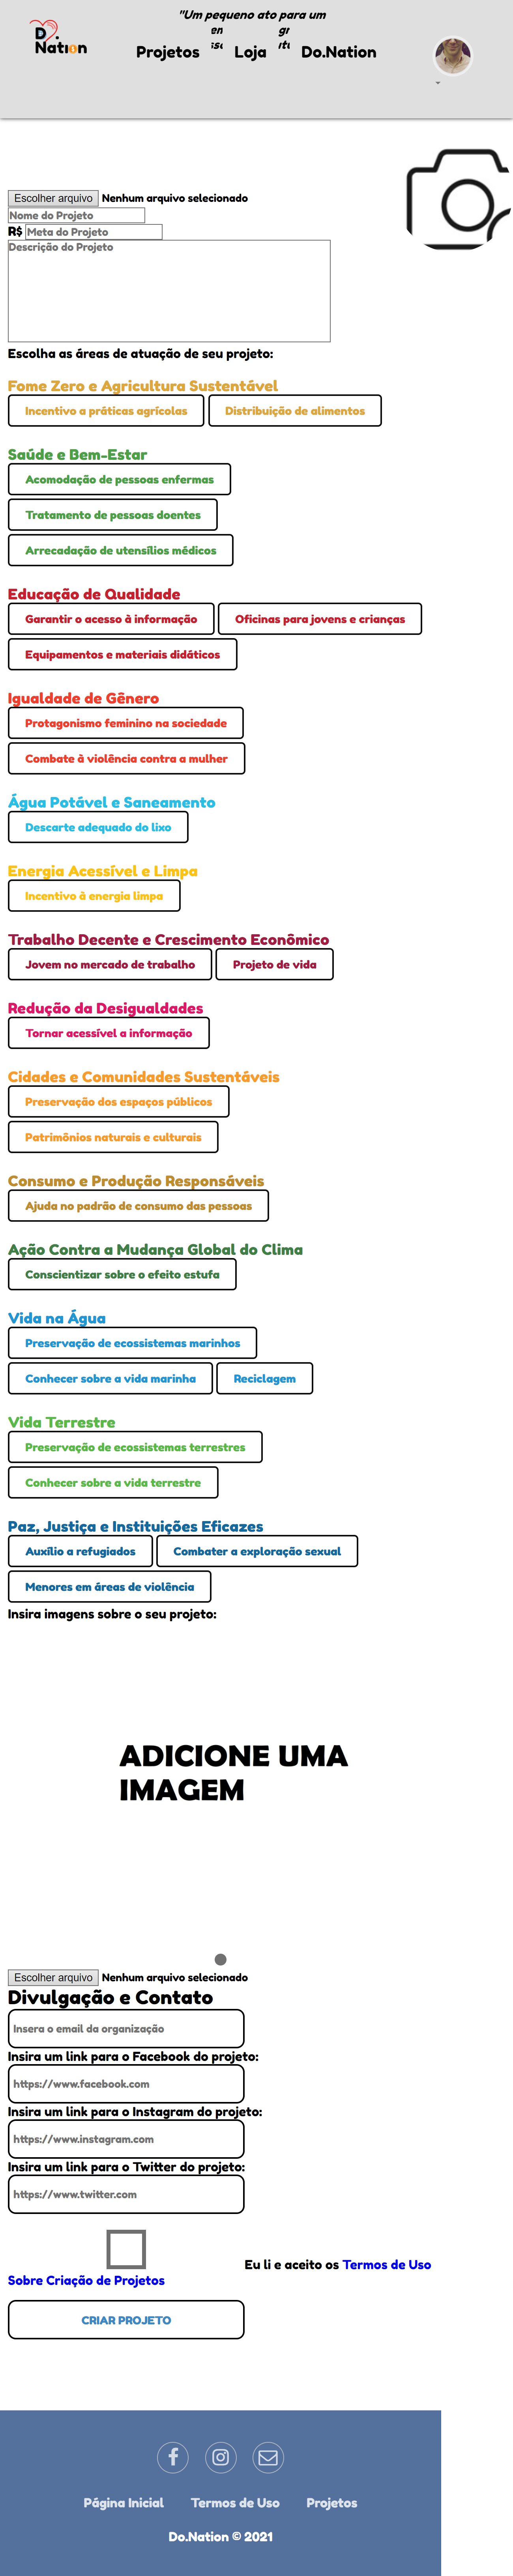 "Um pequeno ato para um
Do.
Nation
Projetos
Loja
Do.Nation
Escolher arquivo Nenhum arquivo selecionado
Nome do Projeto
R$ Meta do Projeto
Descrição do Projeto
Escolha as áreas de atuação de seu projeto:
Fome Zero e Agricultura Sustentável
Incentivo a práticas agrícolas
Distribuição de alimentos
Saúde e Bem-Estar
Acomodação de pessoas enfermas
Tratamento de pessoas doentes
Arrecadação de utensílios médicos
Educação de Qualidade
Garantir o acesso à informação
Oficinas para jovens e crianças
Equipamentos e materiais didáticos
Igualdade de Gênero
Protagonismo feminino na sociedade
Combate à violência contra a mulher
Água Potável e Saneamento
Descarte adequado do lixo
Energia Acessível e Limpa
Incentivo à energia limpa
Trabalho Decente e Crescimento Econômico
Jovem no mercado de trabalho
Projeto de vida
Redução da Desigualdades
Tornar acessível a informação
Cidades e Comunidades Sustentáveis
Preservação dos espaços públicos
Patrimônios naturais e culturais
Consumo e Produção Responsáveis
Ajuda no padrão de consumo das pessoas
Ação Contra a Mudança Global do Clima
Conscientizar sobre o efeito estufa
Vida na Água
Preservação de ecossistemas marinhos
Conhecer sobre a vida marinha
Reciclagem
Vida Terrestre
Preservação de ecossistemas terrestres
Conhecer sobre a vida terrestre
Paz, Justiça e Instituições Eficazes
Auxílio a refugiados
Combater a exploração sexual
Menores em áreas de violência
Insira imagens sobre o seu projeto:
ADICIONE UMA
IMAGEM
Escolher arquivo Nenhum arquivo selecionado
Divulgação e Contato
Insera o email da organização
Insira um link para o Facebook do projeto:
https://www.facebook.com
Insira um link para o Instagram do projeto:
https://www.instagram.com
Insira um link para o Twitter do projeto:
https://www.twitter.com
Eu li e aceito os Termos de Uso
Sobre Criação de Projetos
CRIAR PROJETO
Página Inicial
Termos de Uso
Projetos
Do.Nation © 2021